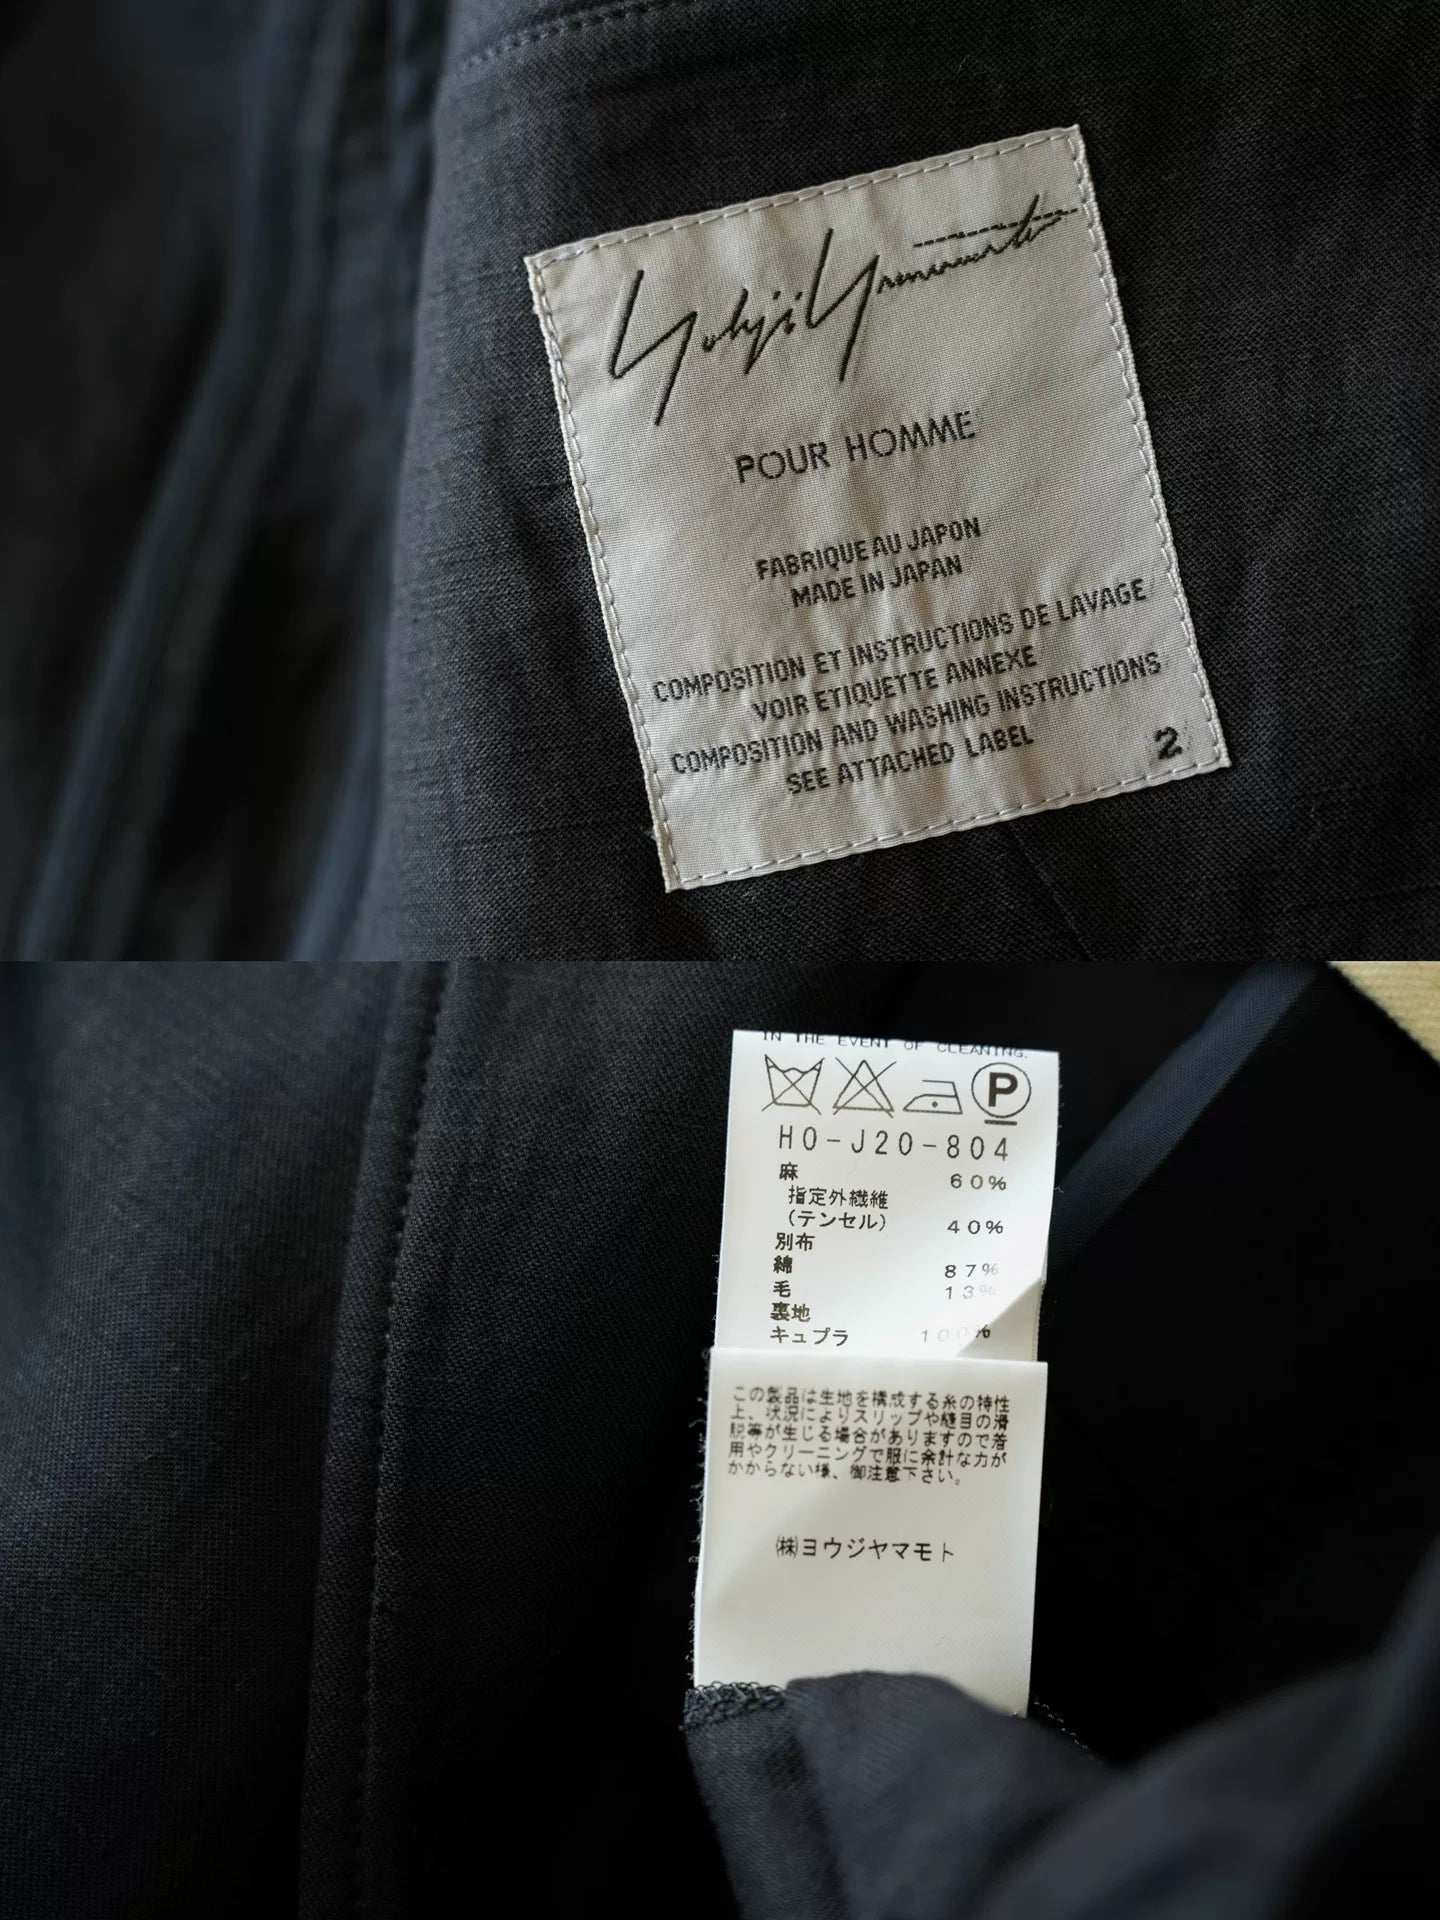 Yohji Yamamoto
POUR HOMME
FABRIQUE AU JAPON
MADE IN JAPAN
COMPOSITION ET INSTRUCTIONS DE LAVAGE
VOIR ETIQUETTE ANNEXE
COMPOSITION AND WASHING INSTRUCTIONS
SEE ATTACHED LABEL
2
IN THE EVENT OF CLEANING.
P
HO-J20-804
麻 60%
指定外繊維
(テンセル) 40%
別布
綿 87%
毛 13%
裏地
キュプラ 100%
この製品は生地を構成する糸の特性
上、状況によりスリップや縫目の滑
脱等が生じる場合がありますので着
用やクリーニングで服に余計な力が
かからない様、御注意下さい。
㈱ヨウジヤマモト